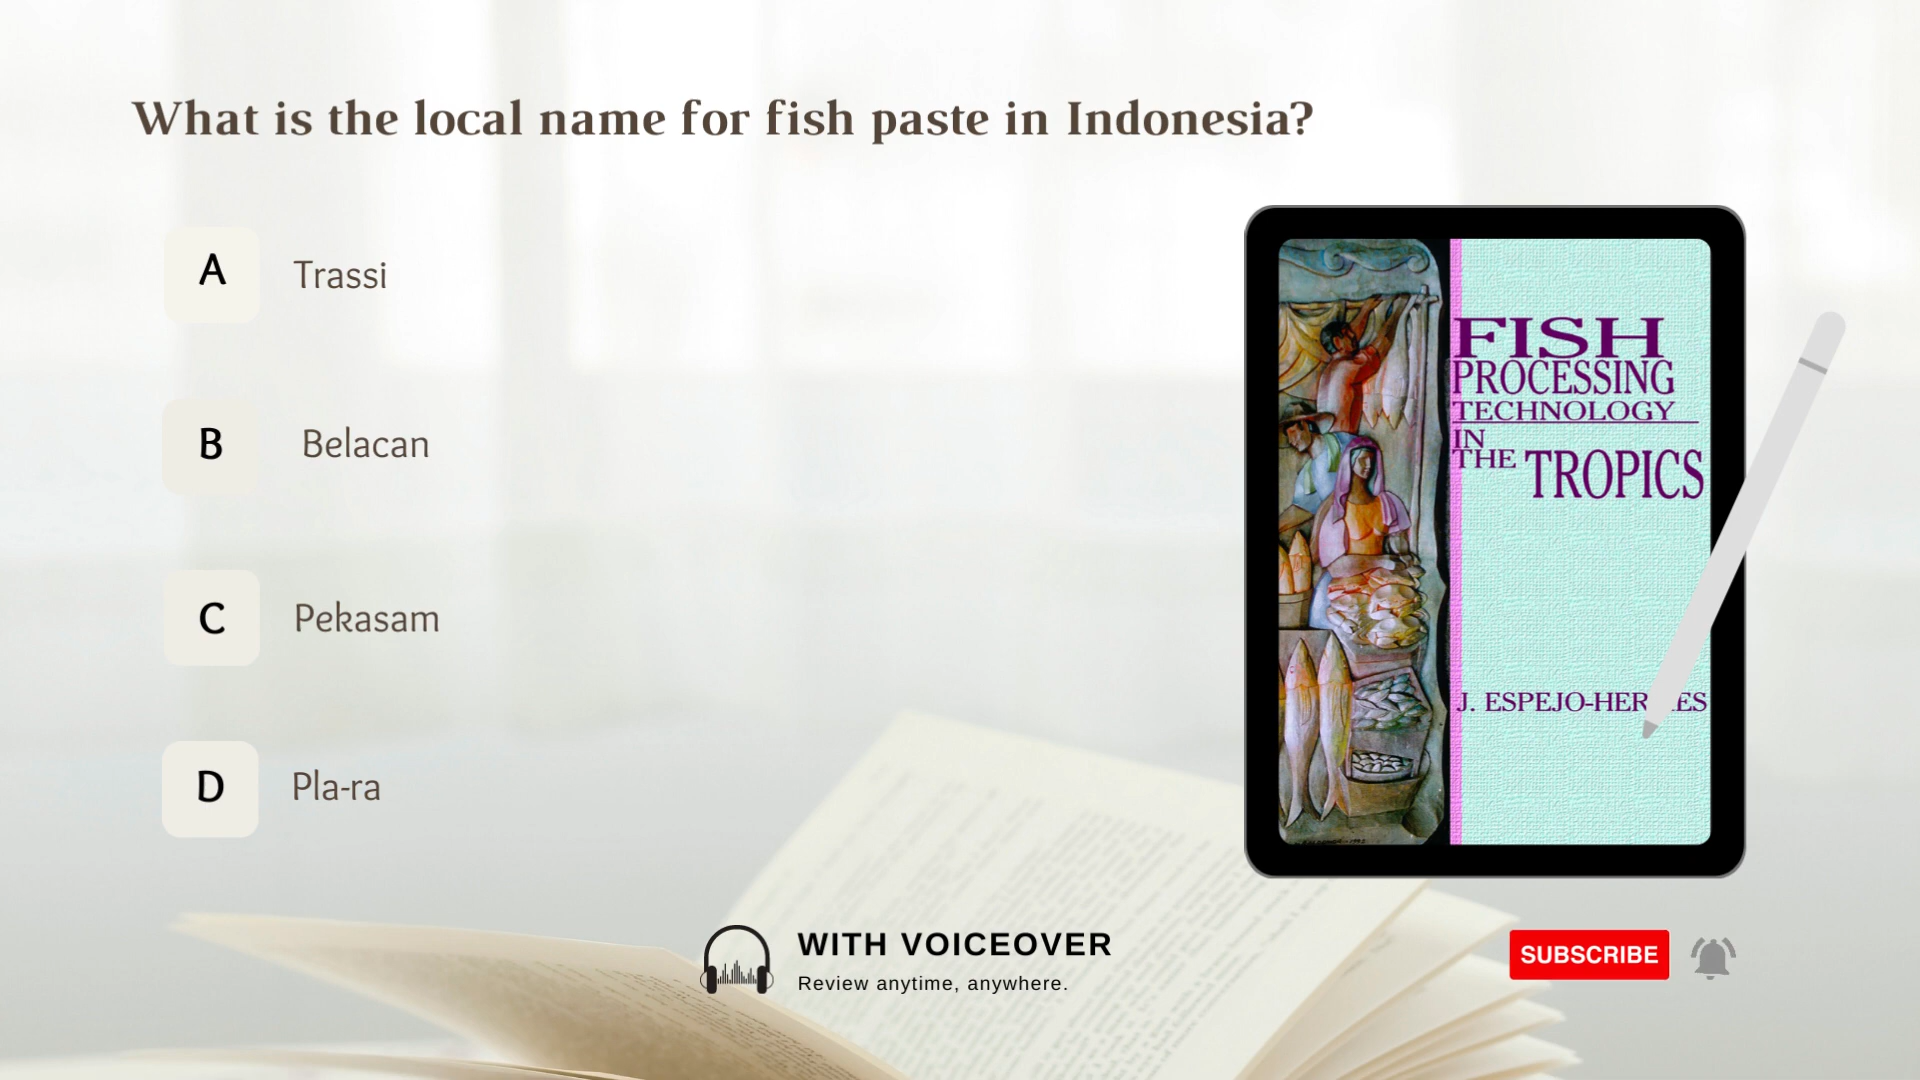 What is the local name for fish paste in Indonesia?
A Trassi
B Belacan
C Pekasam
D Pla-ra
FISH
PROCESSING
TECHNOLOGY
IN
THE TROPICS
J.
WITH VOICEOVER
Review anytime, anywhere.
SUBSCRIBE